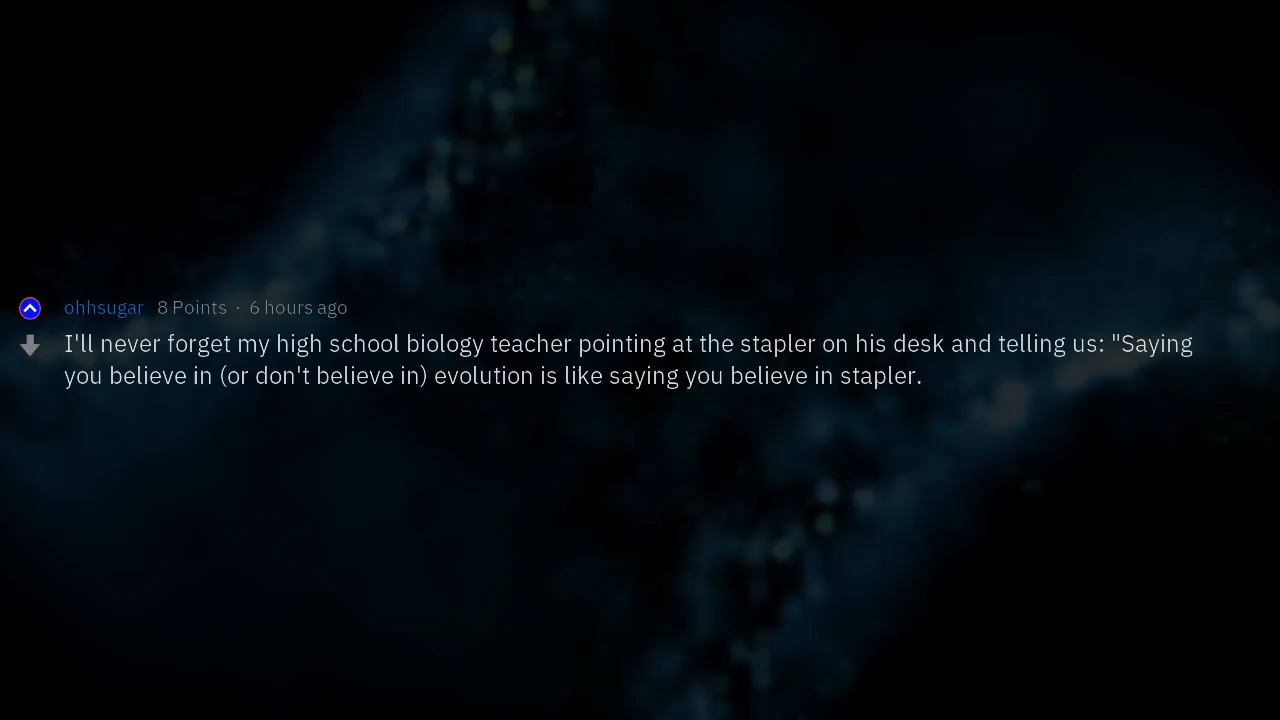 ohhsugar 8 Points · 6 hours ago
I'll never forget my high school biology teacher pointing at the stapler on his desk and telling us: "Saying
you believe in (or don't believe in) evolution is like saying you believe in stapler.